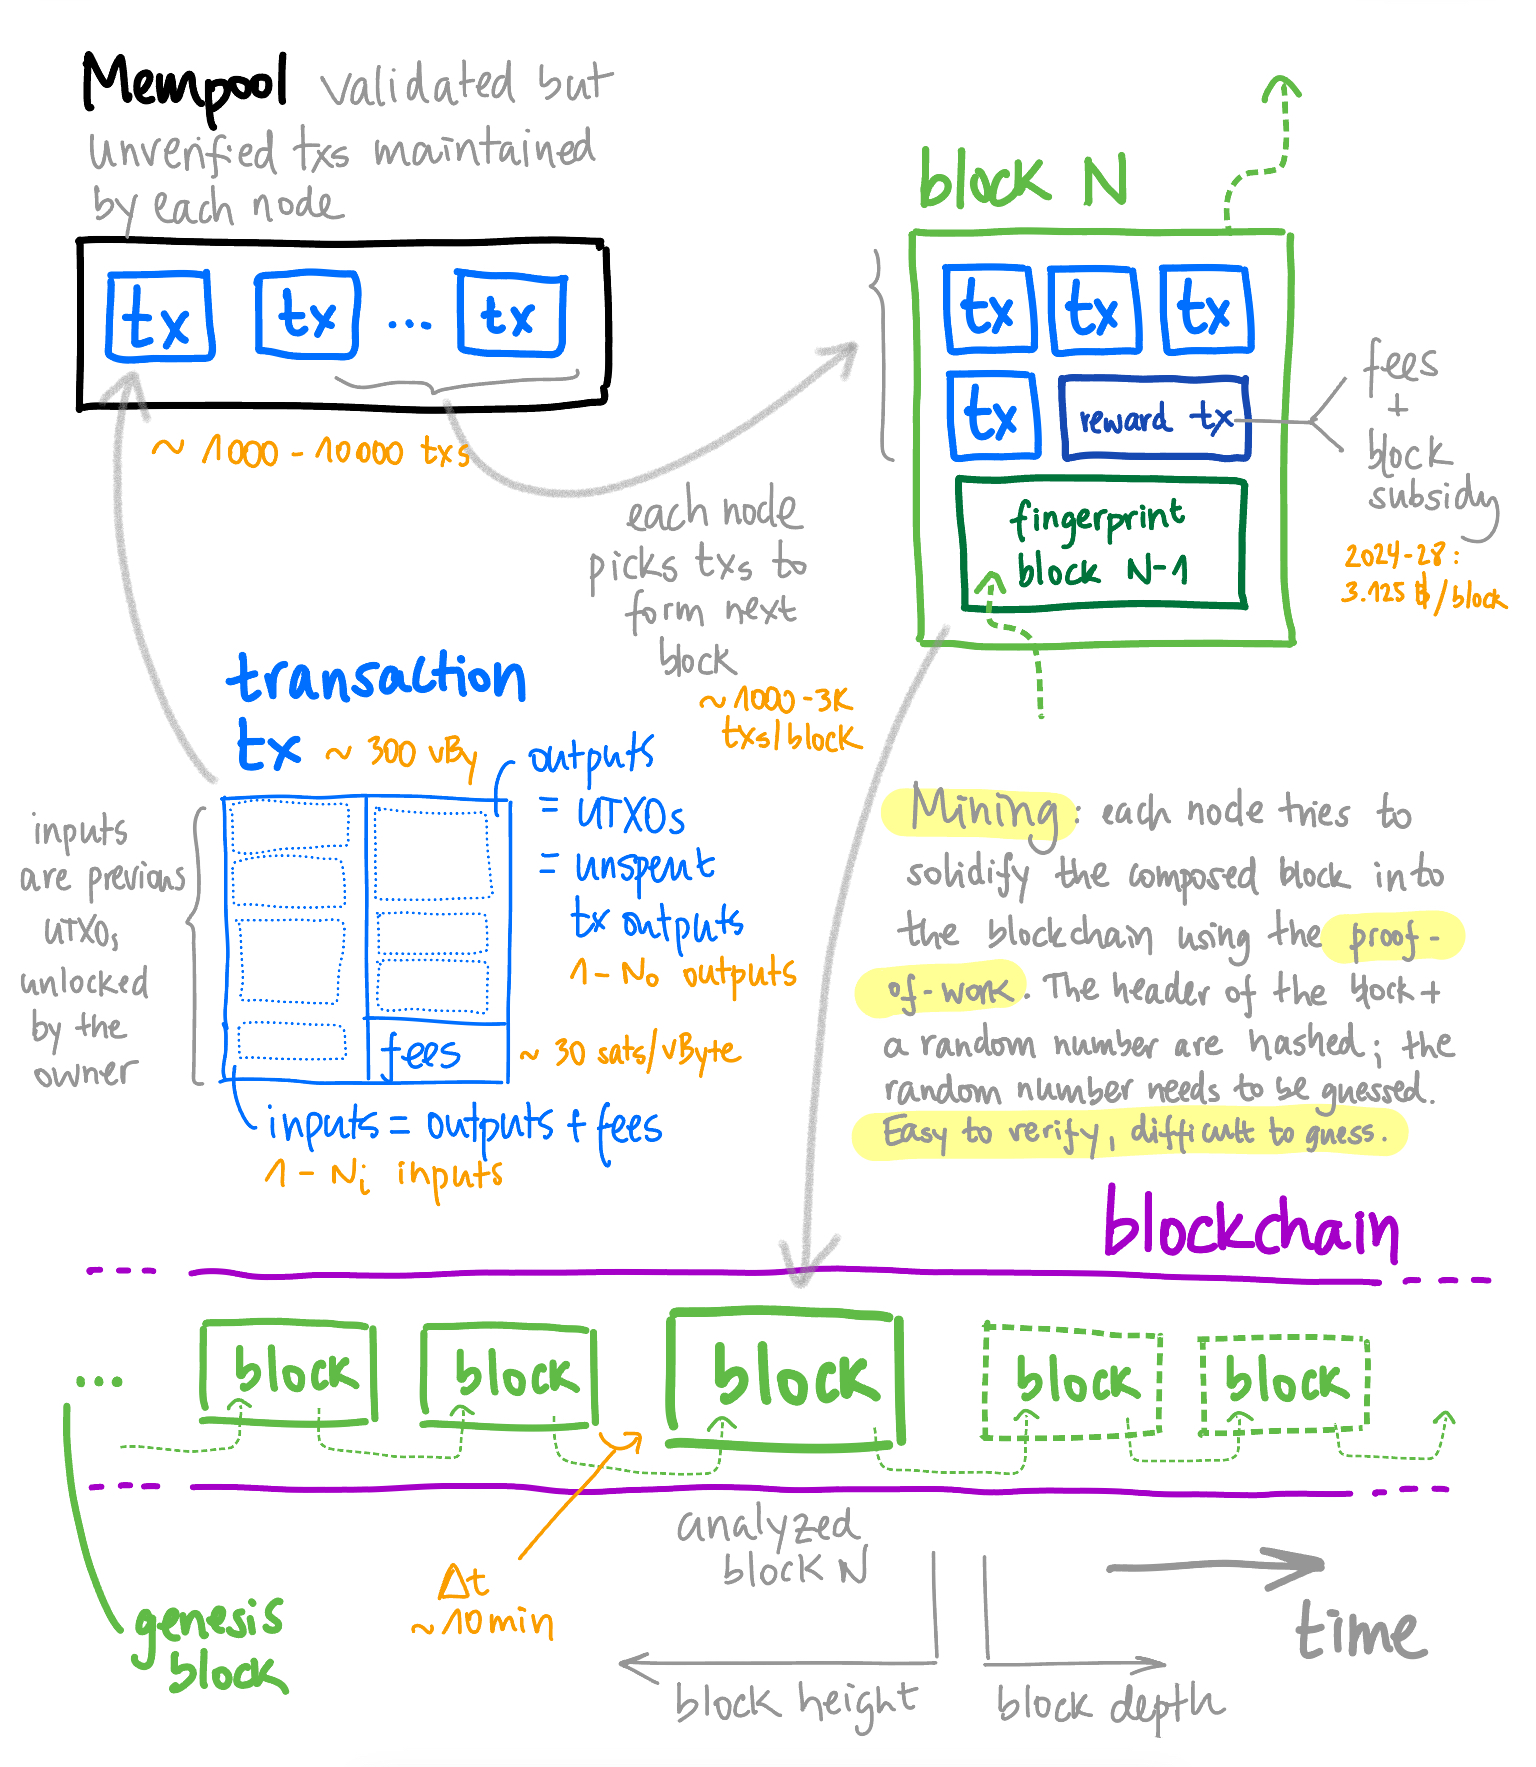 Mempool validated but
unverified txs maintained
by each node
tx tx ... tx
~ 1000 - 10000 txs
each node
picks txs to
form next
block
~ 1000 - 3K
txs/block
block N
tx tx tx
tx reward tx
fingerprint
block N-1
fees
+
block
subsidy
2024-28:
3.125 ₿/block
transaction
tx ~ 300 vBy
inputs
are previous
UTXOs
unlocked
by the
owner
outputs
= UTXOs
= unspent
tx outputs
1 - No outputs
fees ~ 30 sats/vByte
inputs = outputs + fees
1 - Ni inputs
Mining: each node tries to
solidify the composed block into
the blockchain using the proof-
of-work. The header of the block +
a random number are hashed; the
random number needs to be guessed.
Easy to verify, difficult to guess.
blockchain
... block block block block block
genesis
block
Δt
~ 10 min
analyzed
block N
time
block height
block depth